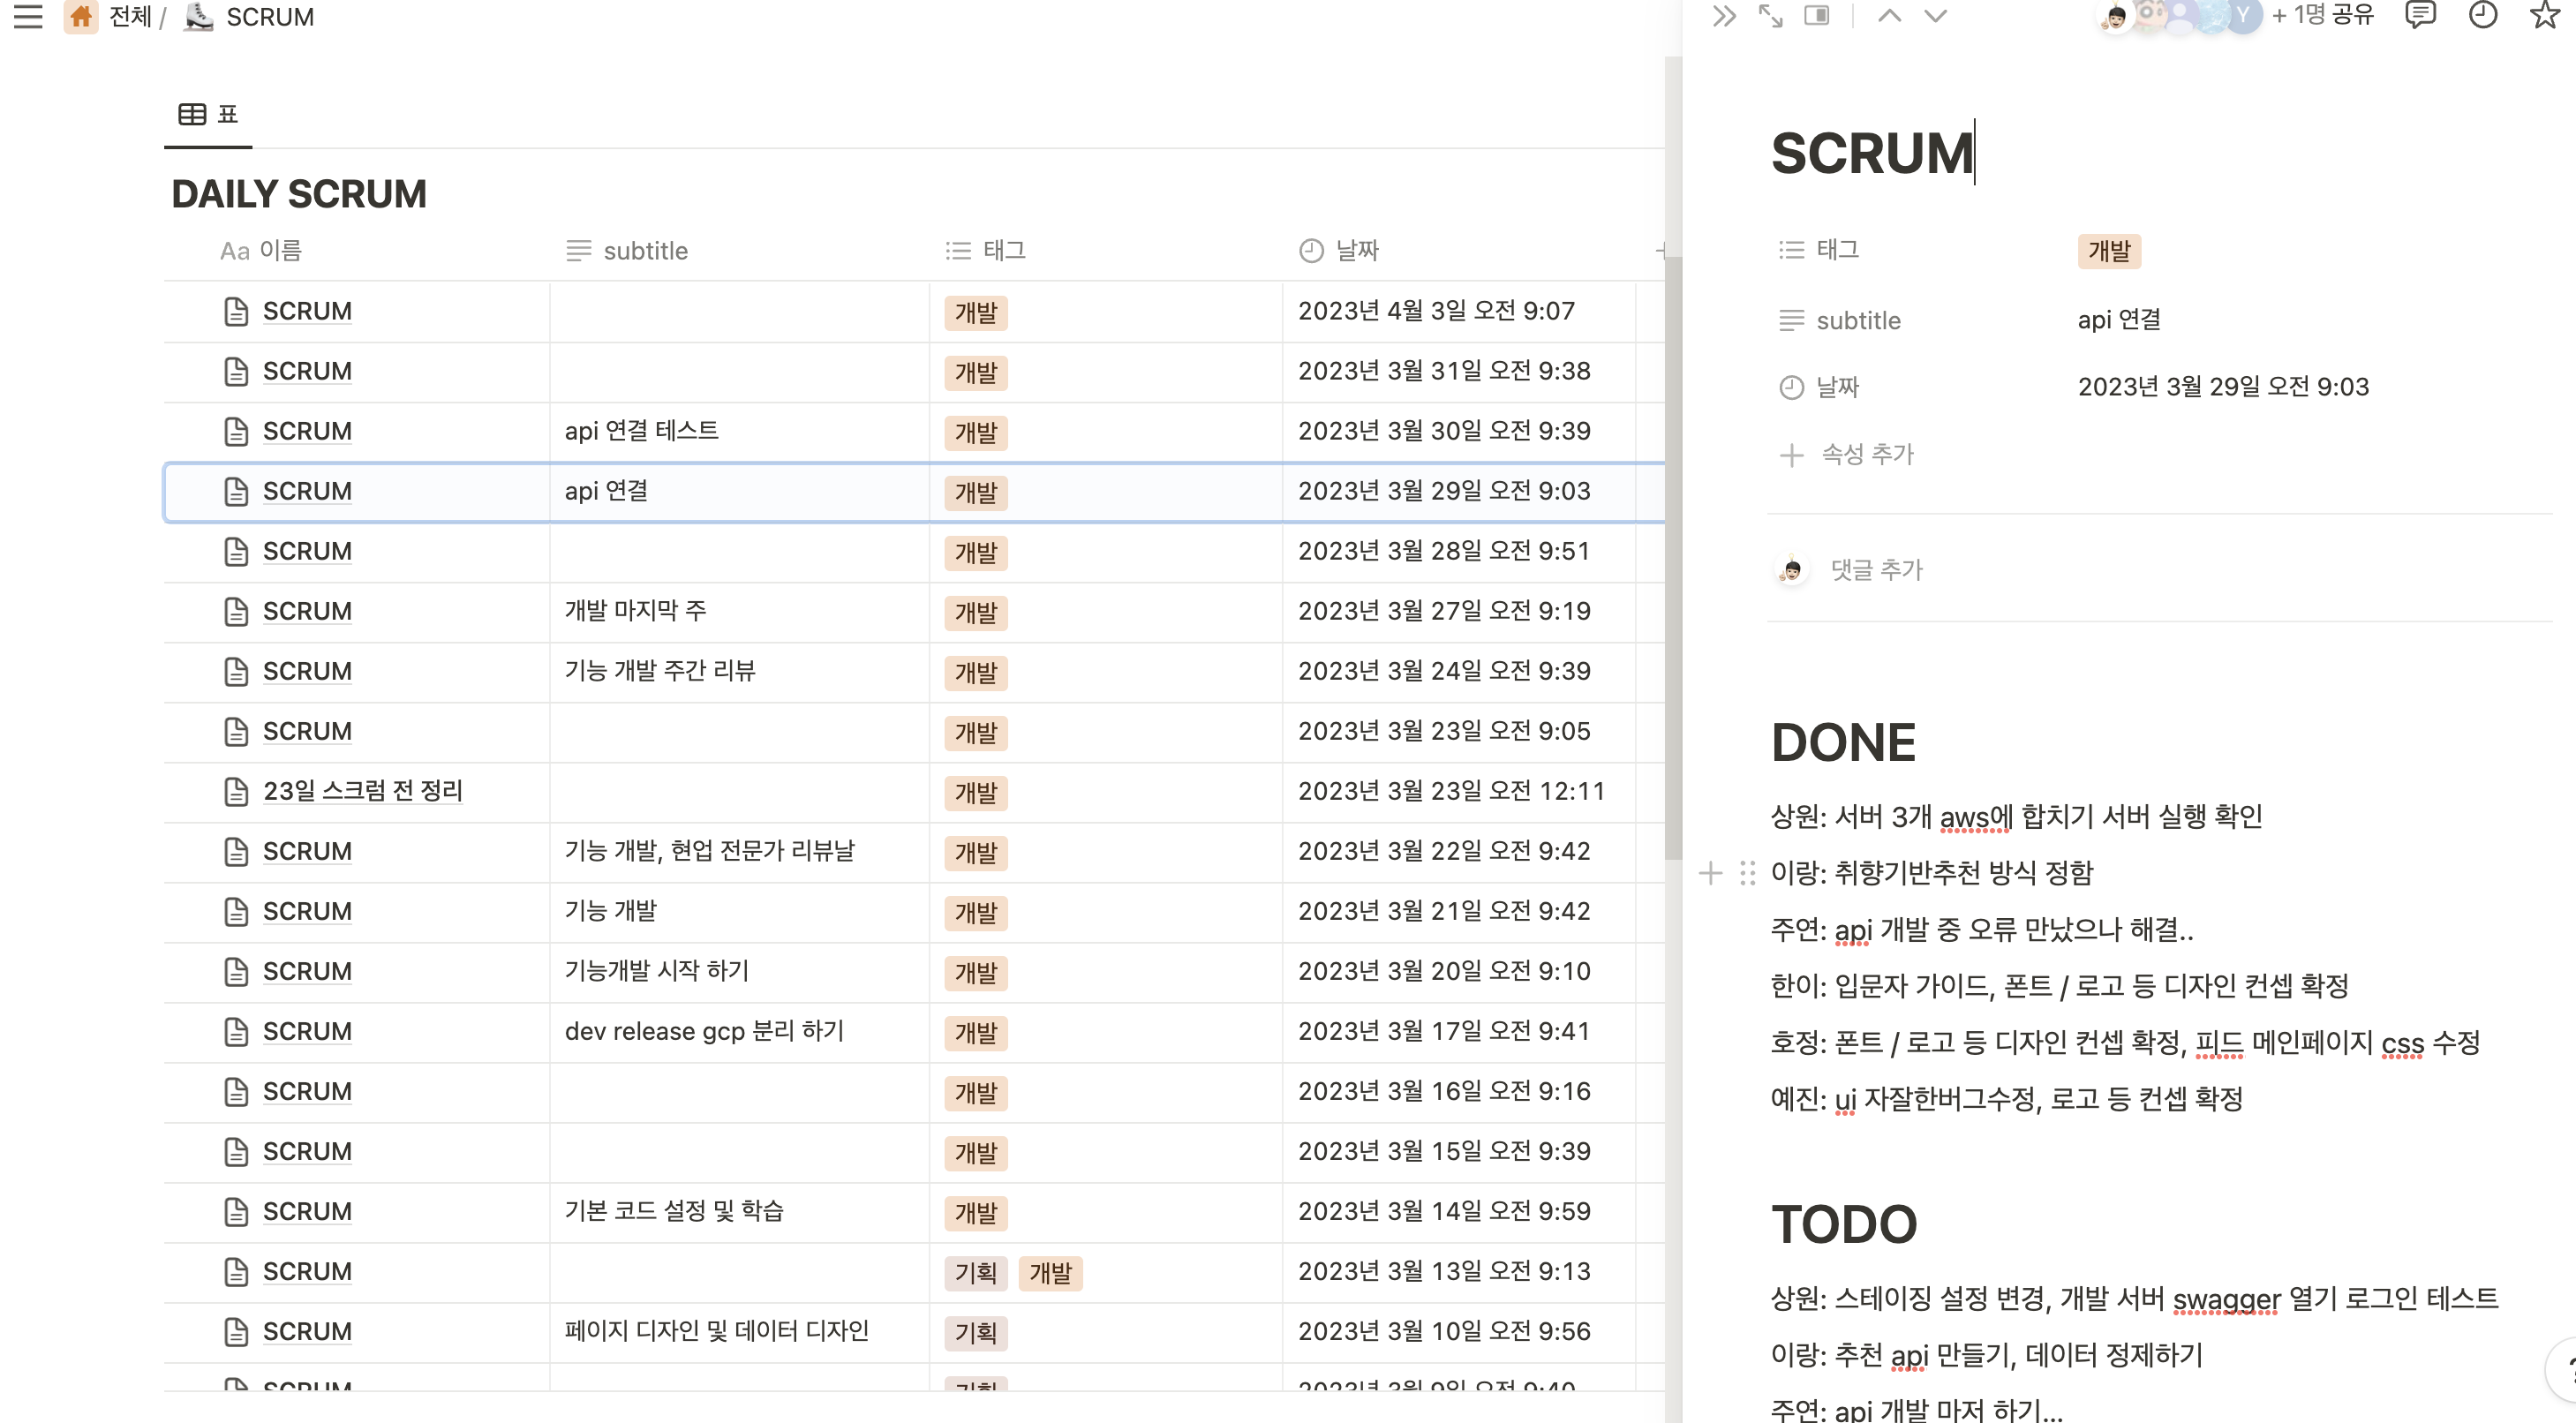 전체 / SCRUM
표
DAILY SCRUM
Aa 이름 subtitle 태그 날짜
SCRUM 개발 2023년 4월 3일 오전 9:07
SCRUM 개발 2023년 3월 31일 오전 9:38
SCRUM api 연결 테스트 개발 2023년 3월 30일 오전 9:39
SCRUM api 연결 개발 2023년 3월 29일 오전 9:03
SCRUM 개발 2023년 3월 28일 오전 9:51
SCRUM 개발 마지막 주 개발 2023년 3월 27일 오전 9:19
SCRUM 기능 개발 주간 리뷰 개발 2023년 3월 24일 오전 9:39
SCRUM 개발 2023년 3월 23일 오전 9:05
23일 스크럼 전 정리 개발 2023년 3월 23일 오전 12:11
SCRUM 기능 개발, 현업 전문가 리뷰날 개발 2023년 3월 22일 오전 9:42
SCRUM 기능 개발 개발 2023년 3월 21일 오전 9:42
SCRUM 기능개발 시작 하기 개발 2023년 3월 20일 오전 9:10
SCRUM dev release gcp 분리 하기 개발 2023년 3월 17일 오전 9:41
SCRUM 개발 2023년 3월 16일 오전 9:16
SCRUM 개발 2023년 3월 15일 오전 9:39
SCRUM 기본 코드 설정 및 학습 개발 2023년 3월 14일 오전 9:59
SCRUM 기획 개발 2023년 3월 13일 오전 9:13
SCRUM 페이지 디자인 및 데이터 디자인 기획 2023년 3월 10일 오전 9:56
SCRUM 기획 2023년 3월 9일 오전 9:40
Y + 1명 공유
SCRUM
태그 개발
subtitle api 연결
날짜 2023년 3월 29일 오전 9:03
속성 추가
댓글 추가
DONE
상원: 서버 3개 aws에 합치기 서버 실행 확인
이랑: 취향기반추천 방식 정함
주연: api 개발 중 오류 만났으나 해결..
한이: 입문자 가이드, 폰트 / 로고 등 디자인 컨셉 확정
호정: 폰트 / 로고 등 디자인 컨셉 확정, 피드 메인페이지 css 수정
예진: ui 자잘한버그수정, 로고 등 컨셉 확정
TODO
상원: 스테이징 설정 변경, 개발 서버 swagger 열기 로그인 테스트
이랑: 추천 api 만들기, 데이터 정제하기
주연: api 개발 마저 하기...